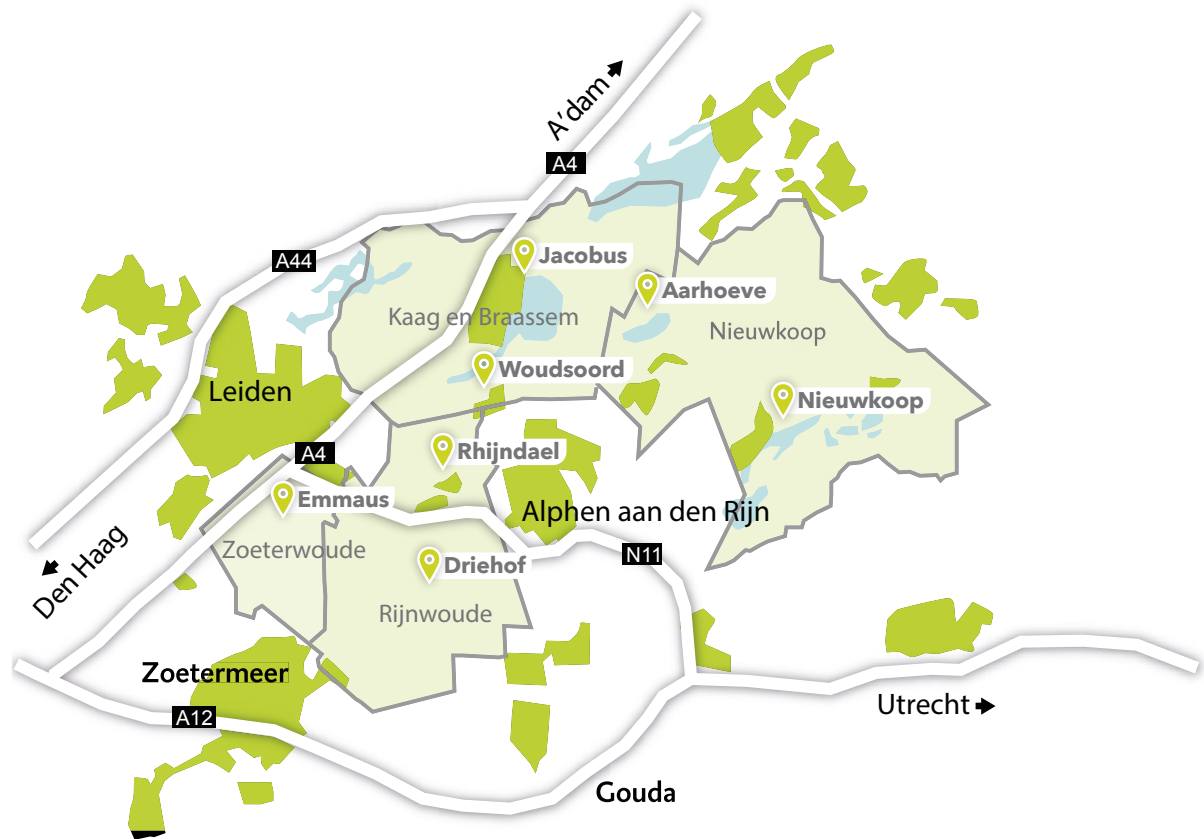 A'dam
A4
Jacobus
A44
Aarhoeve
Kaag en Braassem
Nieuwkoop
Woudsoord
Leiden
Nieuwkoop
Rhijndael
A4
Emmaus
Alphen aan den Rijn
Zoeterwoude
N11
Driehof
Den Haag
Rijnwoude
Zoetermeer
Utrecht
A12
Gouda